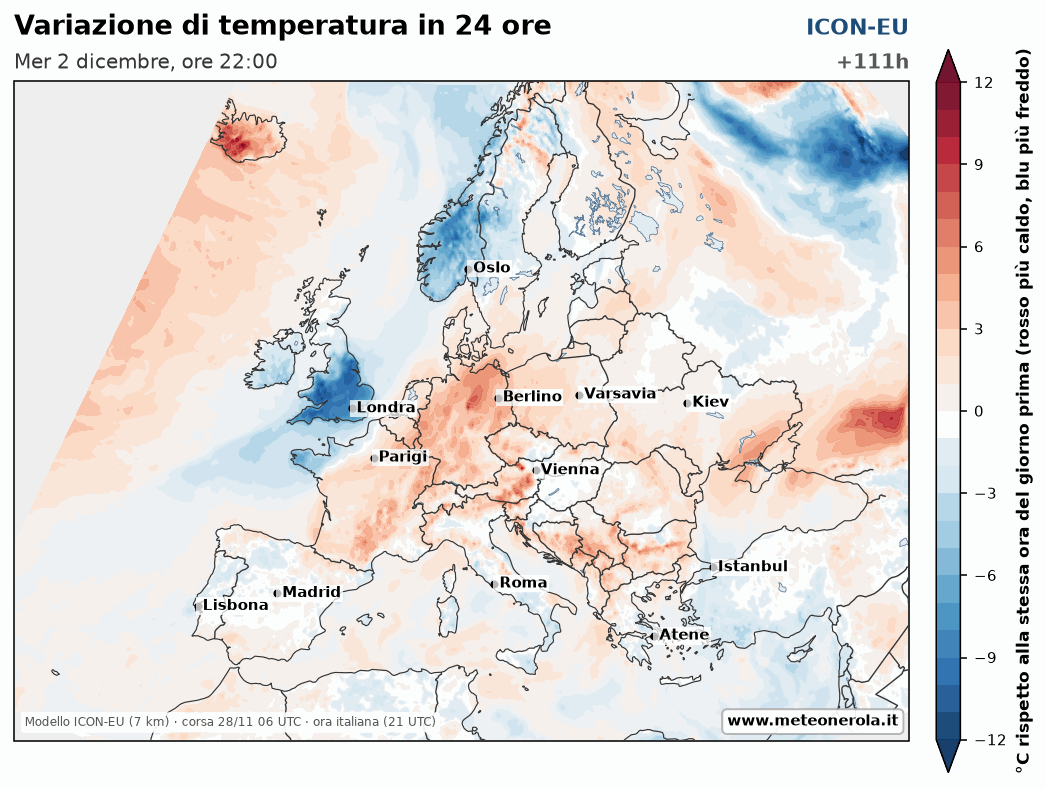 Variazione di temperatura in 24 ore
ICON-EU
Mer 2 dicembre, ore 22:00
+111h
Oslo
Londra
Berlino
Varsavia
Kiev
Parigi
Vienna
Istanbul
Roma
Madrid
Lisbona
Atene
Modello ICON-EU (7 km) · corsa 28/11 06 UTC · ora italiana (21 UTC)
www.meteonerola.it
12
9
6
3
0
−3
−6
−9
−12
°C rispetto alla stessa ora del giorno prima (rosso più caldo, blu più freddo)